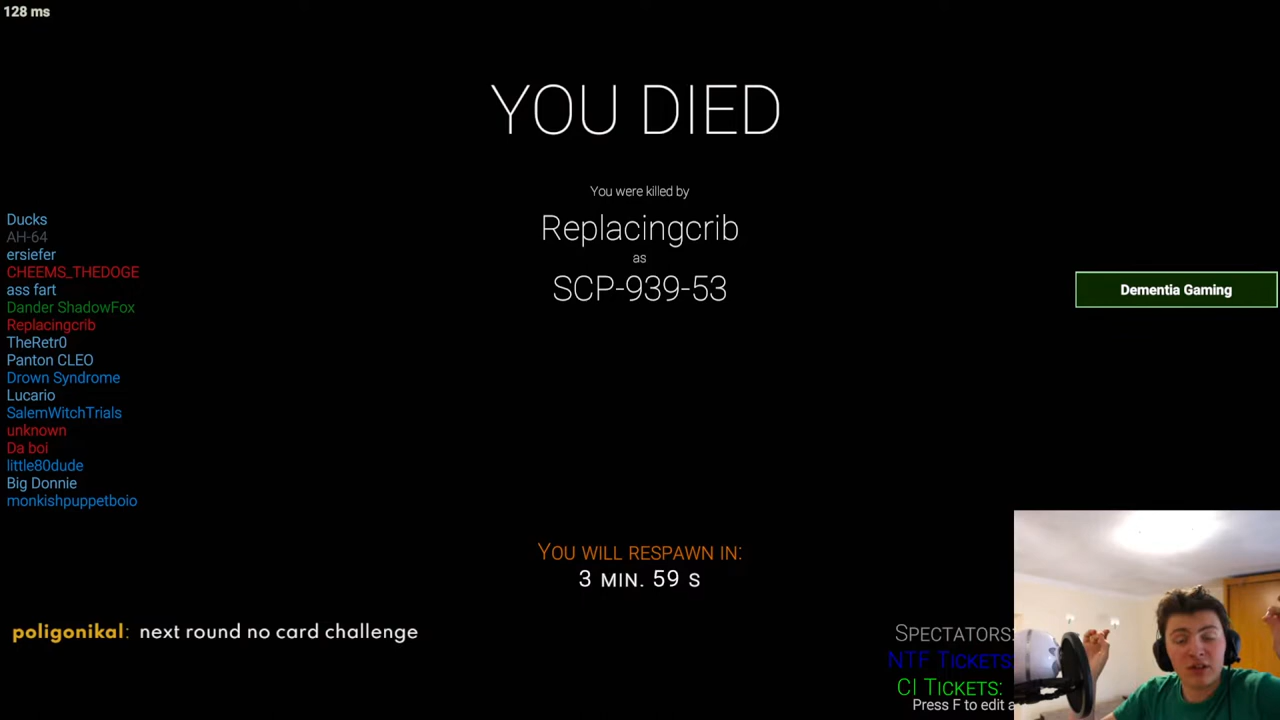 128 ms
YOU DIED
You were killed by
Replacingcrib
as
SCP-939-53
Ducks
AH-64
ersiefer
CHEEMS_THEDOGE
ass fart
Dander ShadowFox
Replacingcrib
TheRetr0
Panton CLEO
Drown Syndrome
Lucario
SalemWitchTrials
unknown
Da boi
little80dude
Big Donnie
monkishpuppetboio
Dementia Gaming
YOU WILL RESPAWN IN:
3 MIN. 59 S
poligonikal: next round no card challenge
SPECTATORS:
NTF TICKETS:
CI TICKETS:
Press F to edit